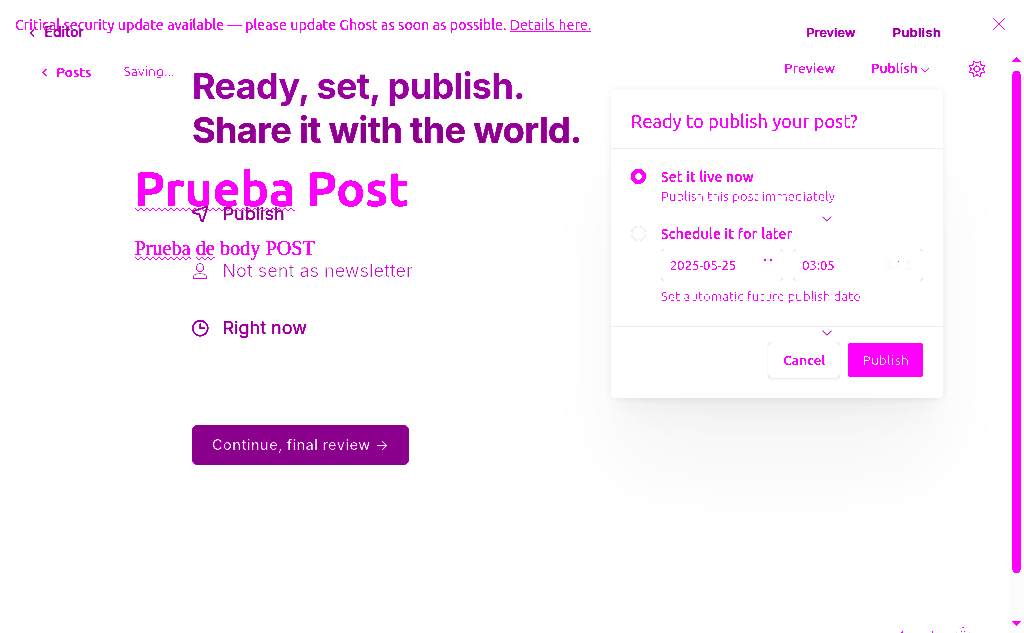 Critical security update available — please update Ghost as soon as possible. Details here.
Editor
Preview
Publish
Posts
Saving...
Preview
Publish
Ready, set, publish.
Share it with the world.
Ready to publish your post?
Set it live now
Publish this post immediately
Prueba Post
Publish
Schedule it for later
Prueba de body POST
2025-05-25
03:05
Not sent as newsletter
Set automatic future publish date
Right now
Cancel
Publish
Continue, final review →